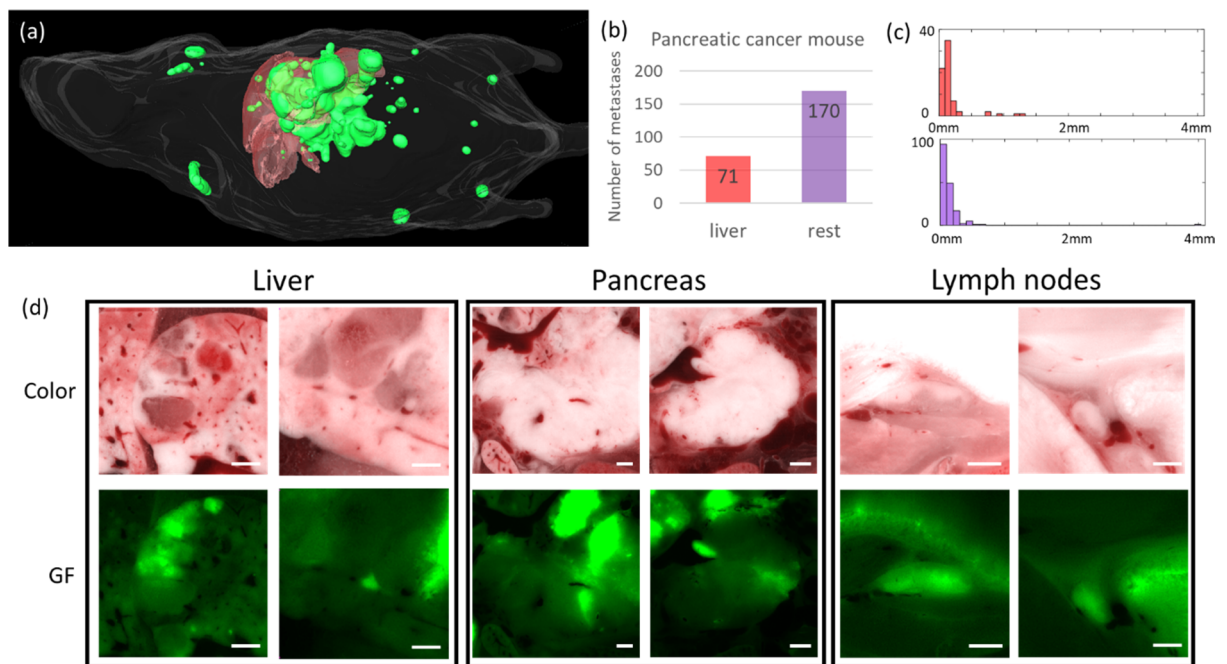 (a)
(b)
Pancreatic cancer mouse
Number of metastases
200
150
100
50
0
71
170
liver
rest
(c)
40
0
0mm
2mm
4mm
100
0
0mm
2mm
4mm
(d)
Liver
Pancreas
Lymph nodes
Color
GF